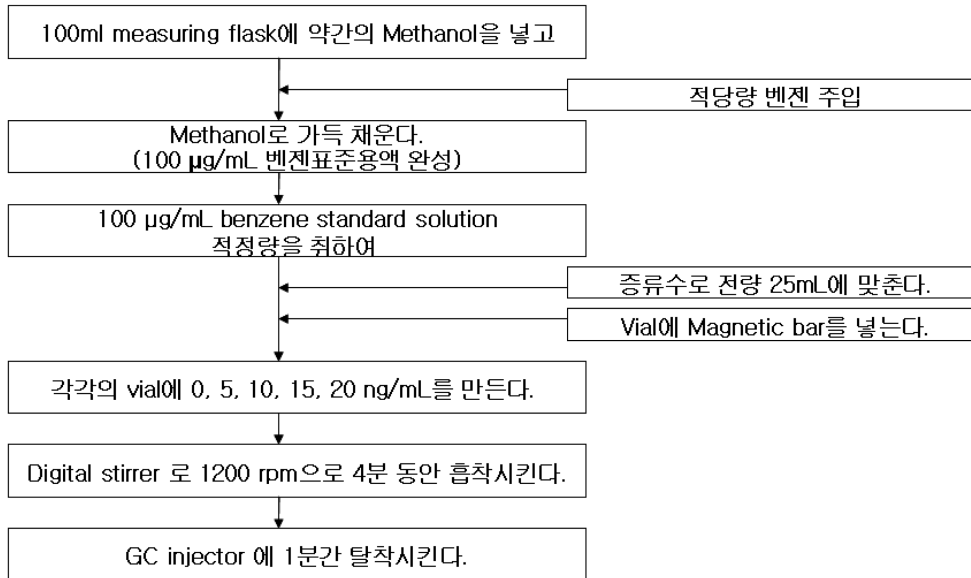 100ml measuring flask에 약간의 Methanol을 넣고
적당량 벤젠 주입
Methanol로 가득 채운다.
(100 μg/mL 벤젠표준용액 완성)
100 μg/mL benzene standard solution
적정량을 취하여
증류수로 전량 25mL에 맞춘다.
Vial에 Magnetic bar를 넣는다.
각각의 vial에 0, 5, 10, 15, 20 ng/mL를 만든다.
Digital stirrer 로 1200 rpm으로 4분 동안 흡착시킨다.
GC injector 에 1분간 탈착시킨다.